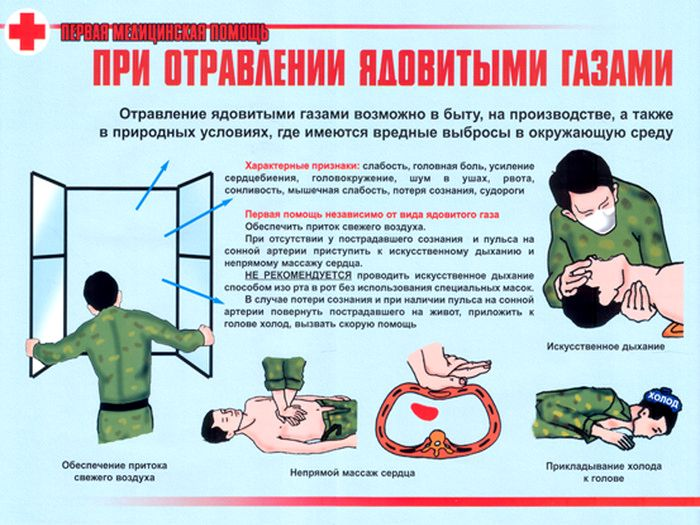 ПЕРВАЯ МЕДИЦИНСКАЯ ПОМОЩЬ
ПРИ ОТРАВЛЕНИИ ЯДОВИТЫМИ ГАЗАМИ
Отравление ядовитыми газами возможно в быту, на производстве, а также
в природных условиях, где имеются вредные выбросы в окружающую среду
Характерные признаки: слабость, головная боль, усиление
сердцебиения, головокружение, шум в ушах, рвота,
сонливость, мышечная слабость, потеря сознания, судороги
Первая помощь независимо от вида ядовитого газа
Обеспечить приток свежего воздуха.
При отсутствии у пострадавшего сознания и пульса на
сонной артерии приступить к искусственному дыханию и
непрямому массажу сердца.
НЕ РЕКОМЕНДУЕТСЯ проводить искусственное дыхание
способом изо рта в рот без использования специальных масок.
В случае потери сознания и при наличии пульса на сонной
артерии повернуть пострадавшего на живот, приложить к
голове холод, вызвать скорую помощь
Искусственное дыхание
ХОЛОД
Обеспечение притока
свежего воздуха
Непрямой массаж сердца
Прикладывание холода
к голове